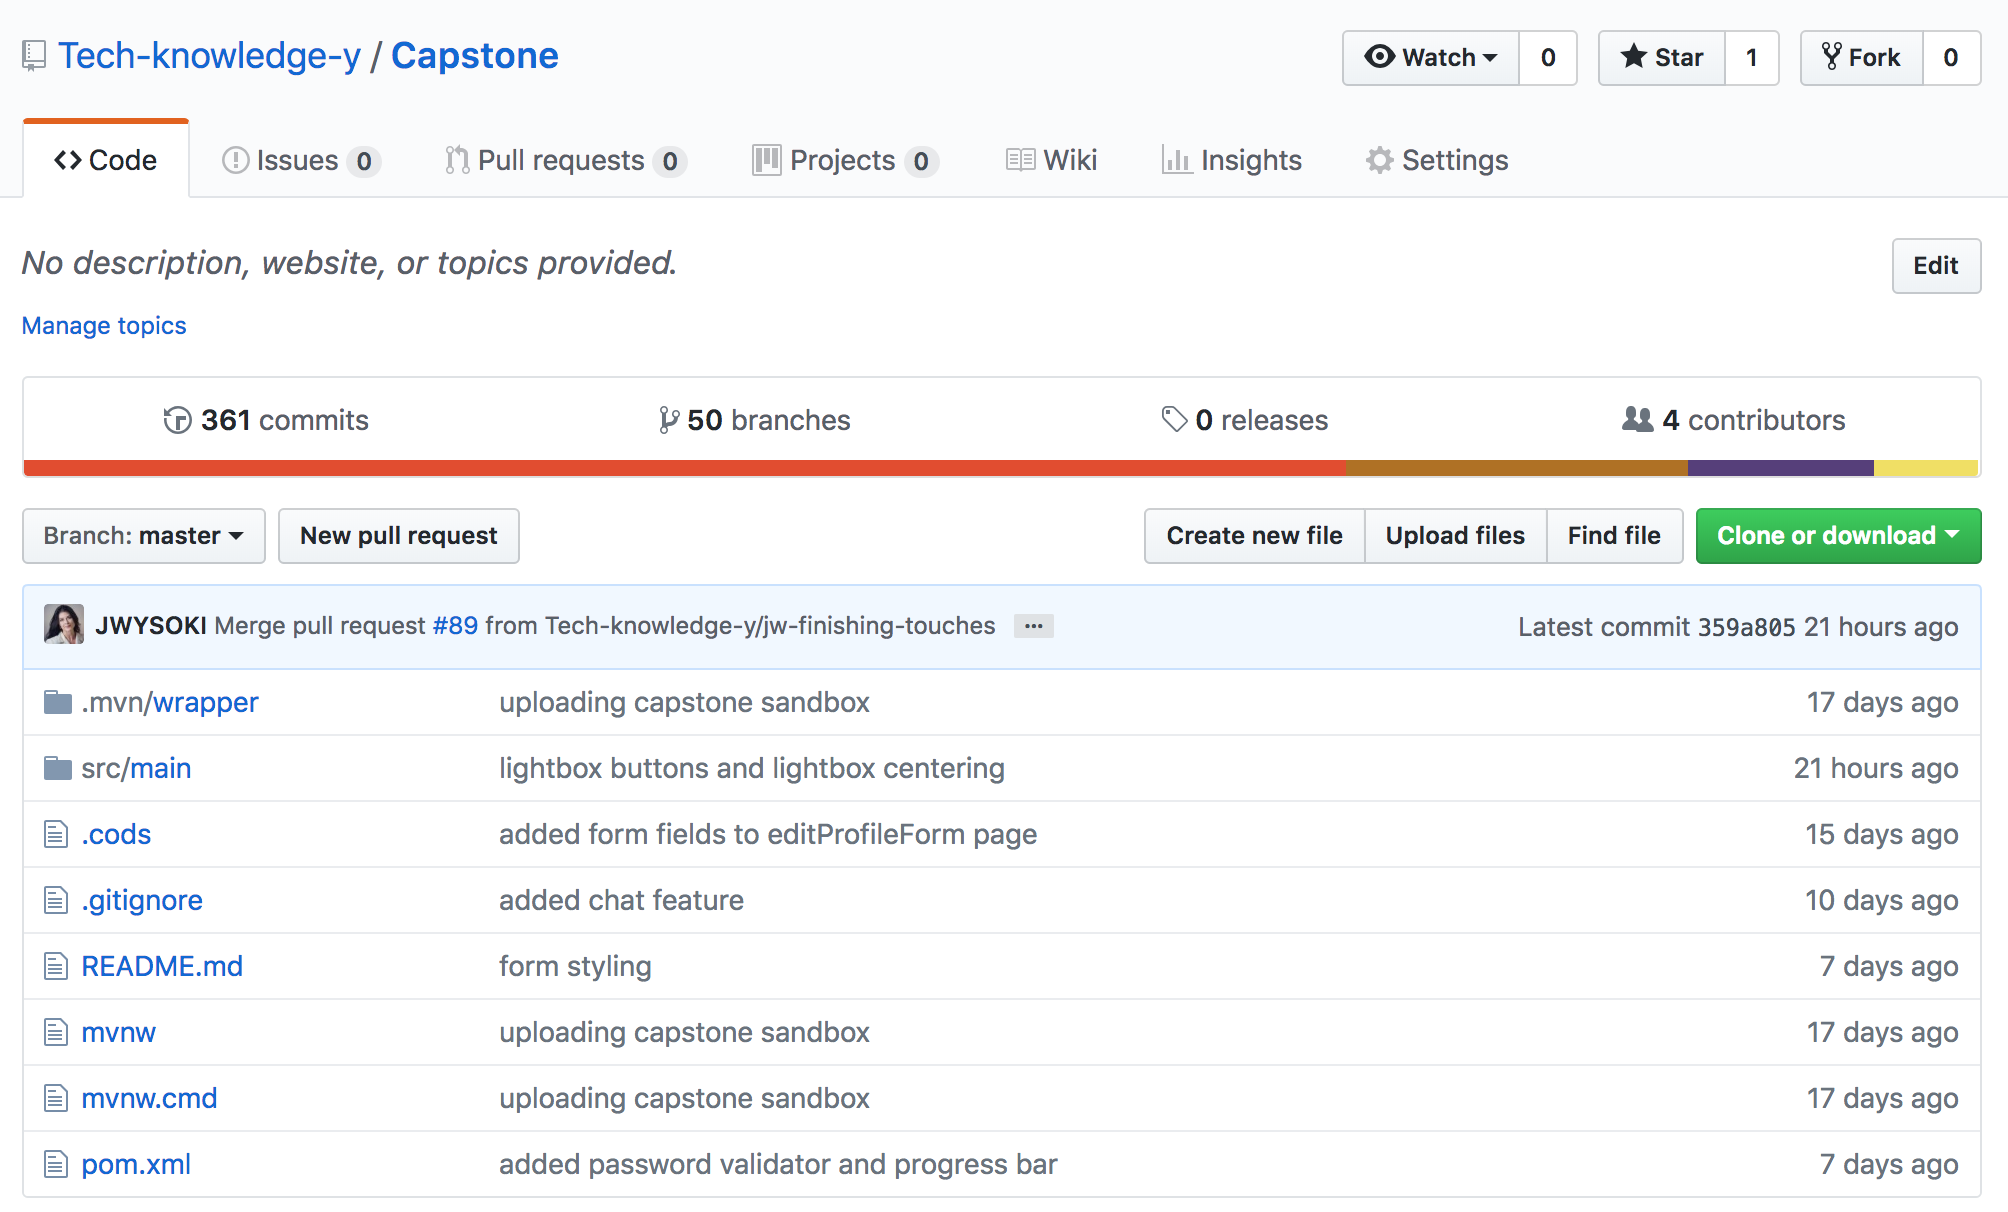 Tech-knowledge-y / Capstone
Watch 0 Star 1 Fork 0
Code Issues 0 Pull requests 0 Projects 0 Wiki Insights Settings
No description, website, or topics provided. Edit
Manage topics
361 commits 50 branches 0 releases 4 contributors
Branch: master New pull request Create new file Upload files Find file Clone or download
JWYSOKI Merge pull request #89 from Tech-knowledge-y/jw-finishing-touches ... Latest commit 359a805 21 hours ago
.mvn/wrapper uploading capstone sandbox 17 days ago
src/main lightbox buttons and lightbox centering 21 hours ago
.cods added form fields to editProfileForm page 15 days ago
.gitignore added chat feature 10 days ago
README.md form styling 7 days ago
mvnw uploading capstone sandbox 17 days ago
mvnw.cmd uploading capstone sandbox 17 days ago
pom.xml added password validator and progress bar 7 days ago